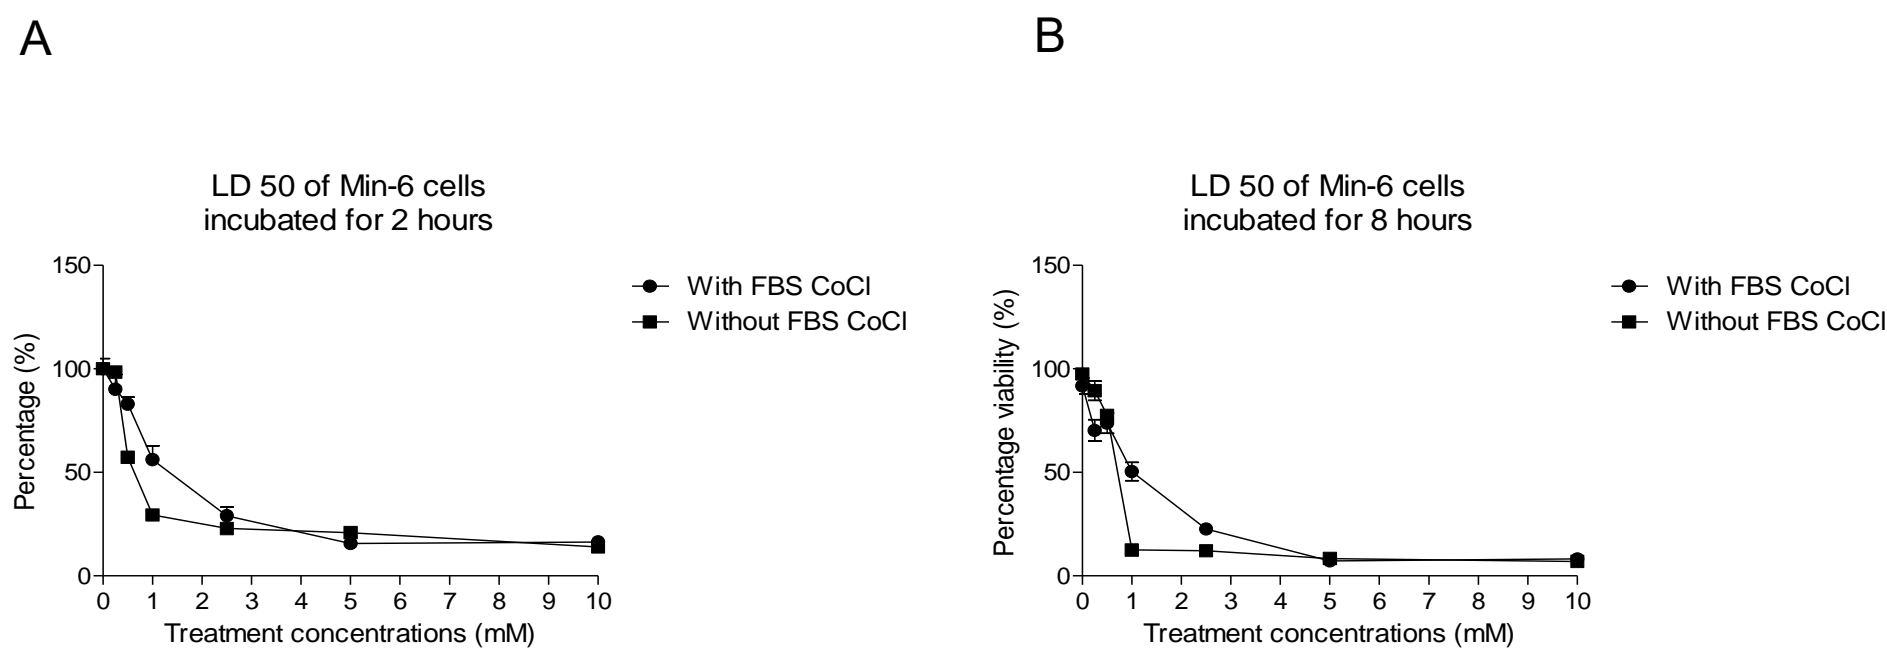 A
LD 50 of Min-6 cells
incubated for 2 hours
150
100
50
0
Percentage (%)
0 1 2 3 4 5 6 7 8 9 10
Treatment concentrations (mM)
With FBS CoCl
Without FBS CoCl
B
LD 50 of Min-6 cells
incubated for 8 hours
150
100
50
0
Percentage viability (%)
0 1 2 3 4 5 6 7 8 9 10
Treatment concentrations (mM)
With FBS CoCl
Without FBS CoCl